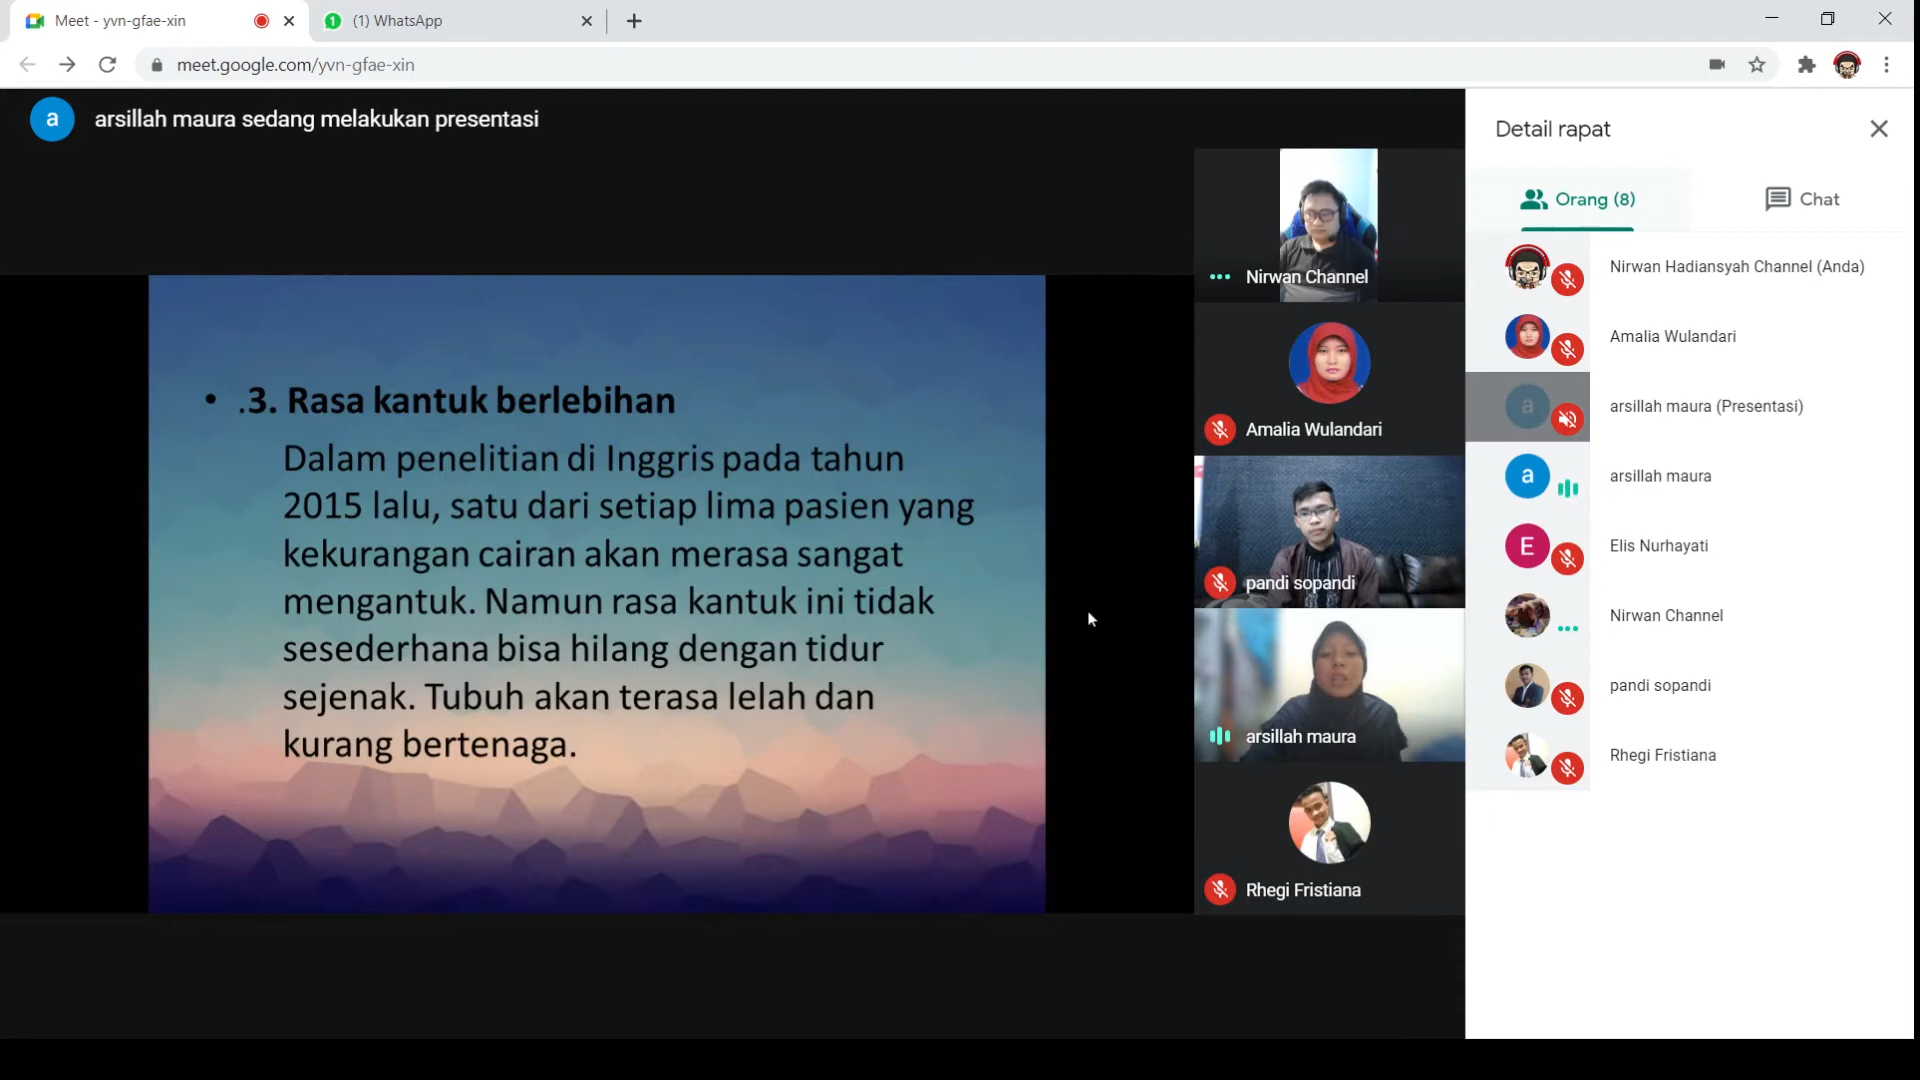 Meet - yvn-gfae-xin
1
(1) WhatsApp
meet.google.com/yvn-gfae-xin
a
arsillah maura sedang melakukan presentasi
• .3. Rasa kantuk berlebihan
Dalam penelitian di Inggris pada tahun
2015 lalu, satu dari setiap lima pasien yang
kekurangan cairan akan merasa sangat
mengantuk. Namun rasa kantuk ini tidak
sesederhana bisa hilang dengan tidur
sejenak. Tubuh akan terasa lelah dan
kurang bertenaga.
Nirwan Channel
Amalia Wulandari
pandi sopandi
arsillah maura
Rhegi Fristiana
Detail rapat
Orang (8)
Chat
Nirwan Hadiansyah Channel (Anda)
Amalia Wulandari
a
arsillah maura (Presentasi)
a
arsillah maura
E
Elis Nurhayati
Nirwan Channel
pandi sopandi
Rhegi Fristiana